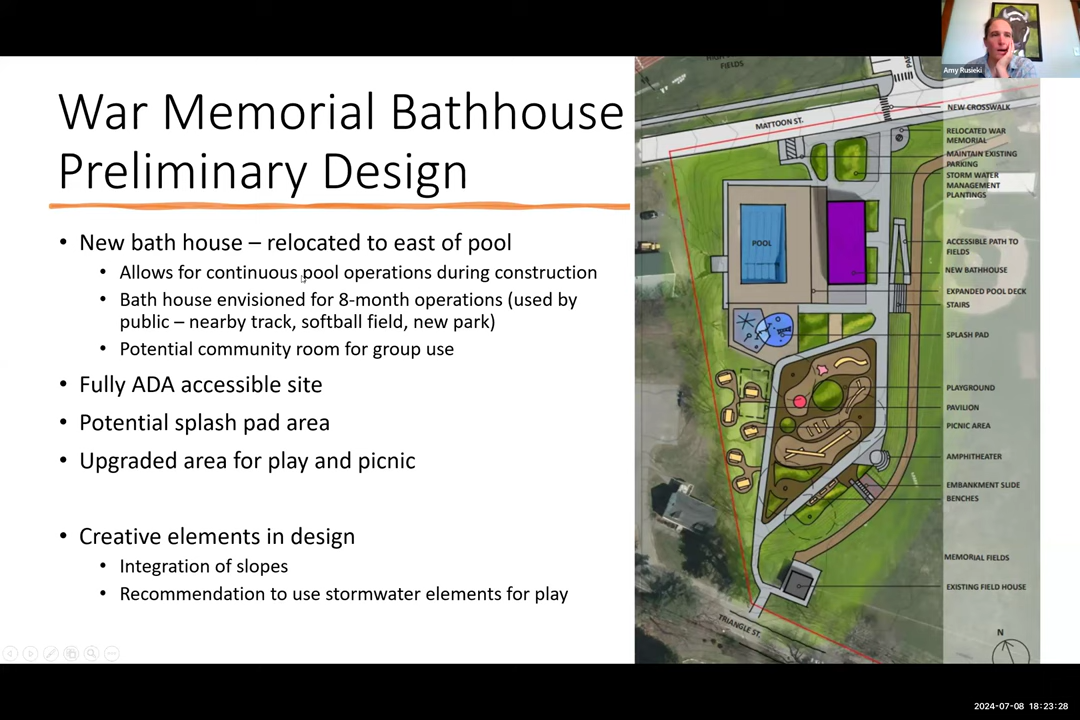 War Memorial Bathhouse
Preliminary Design
• New bath house – relocated to east of pool
• Allows for continuous pool operations during construction
• Bath house envisioned for 8-month operations (used by
public – nearby track, softball field, new park)
• Potential community room for group use
• Fully ADA accessible site
• Potential splash pad area
• Upgraded area for play and picnic
• Creative elements in design
• Integration of slopes
• Recommendation to use stormwater elements for play
FIELDS
MATTOON ST.
POOL
TRIANGLE ST.
NEW CROSSWALK
RELOCATED WAR
MEMORIAL
MAINTAIN EXISTING
PARKING
STORM WATER
MANAGEMENT
PLANTINGS
ACCESSIBLE PATH TO
FIELDS
NEW BATHHOUSE
EXPANDED POOL DECK
STAIRS
SPLASH PAD
PLAYGROUND
PAVILION
PICNIC AREA
AMPHITHEATER
EMBANKMENT SLIDE
BENCHES
MEMORIAL FIELDS
EXISTING FIELD HOUSE
N
Amy Rusiecki
2024-07-08 18:23:28